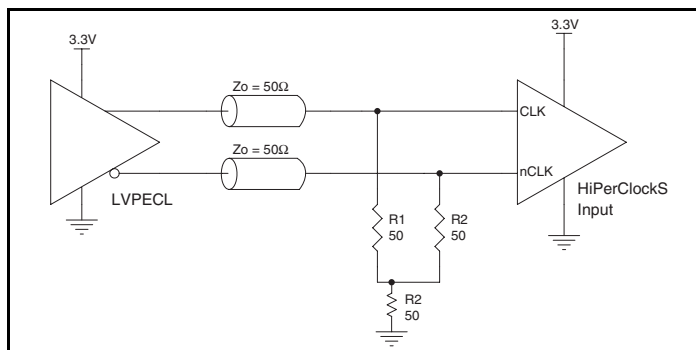 3.3V
3.3V
Zo = 50Ω
CLK
Zo = 50Ω
nCLK
LVPECL
HiPerClockS
Input
R1
50
R2
50
R2
50